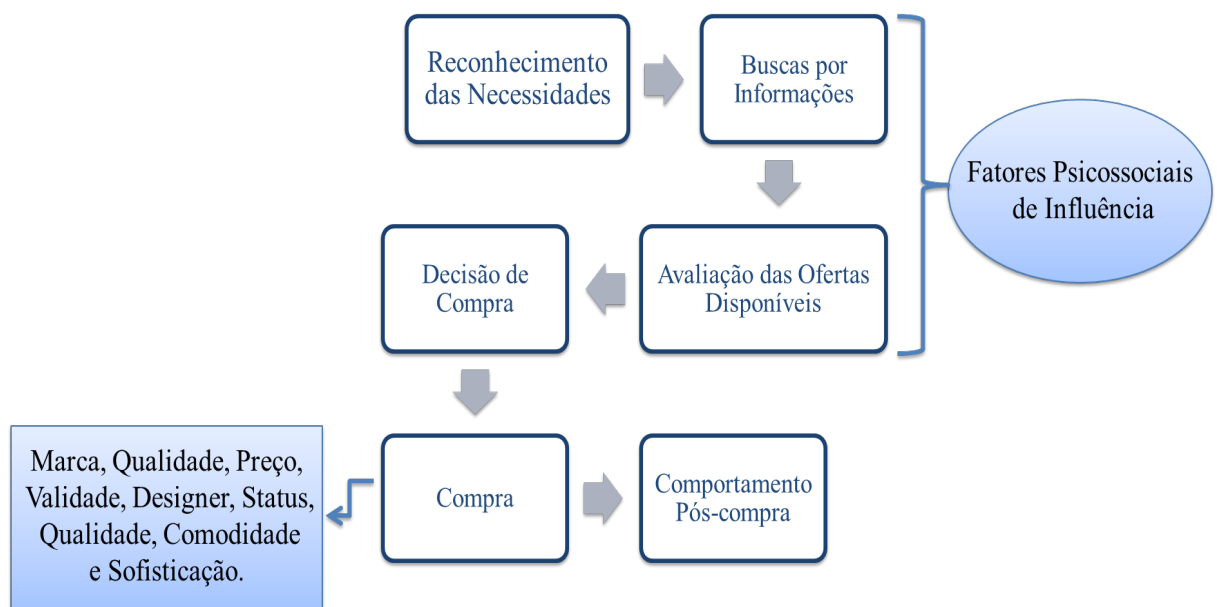 Reconhecimento
das Necessidades
Buscas por
Informações
Fatores Psicossociais
de Influência
Decisão de
Compra
Avaliação das Ofertas
Disponíveis
Marca, Qualidade, Preço,
Validade, Designer, Status,
Qualidade, Comodidade
e Sofisticação.
Compra
Comportamento
Pós-compra